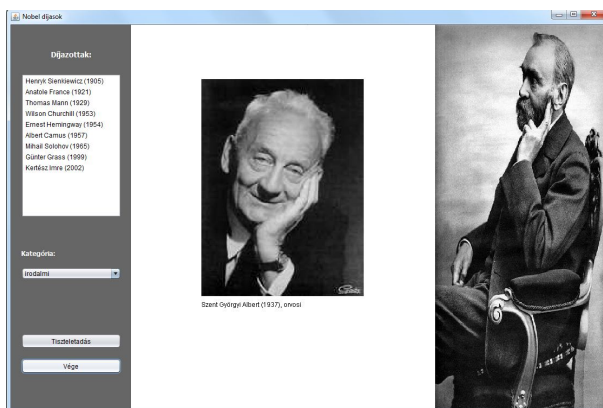 Nobel díjasok
Díjazottak:
Henryk Sienkiewicz (1905)
Anatole France (1921)
Thomas Mann (1929)
Wilson Churchill (1953)
Ernest Hemingway (1954)
Albert Camus (1957)
Mihail Solohov (1965)
Günter Grass (1999)
Kertész Imre (2002)
Kategória:
irodalmi
Tiszteletadás
Vége
Szent Györgyi Albert (1937), orvosi